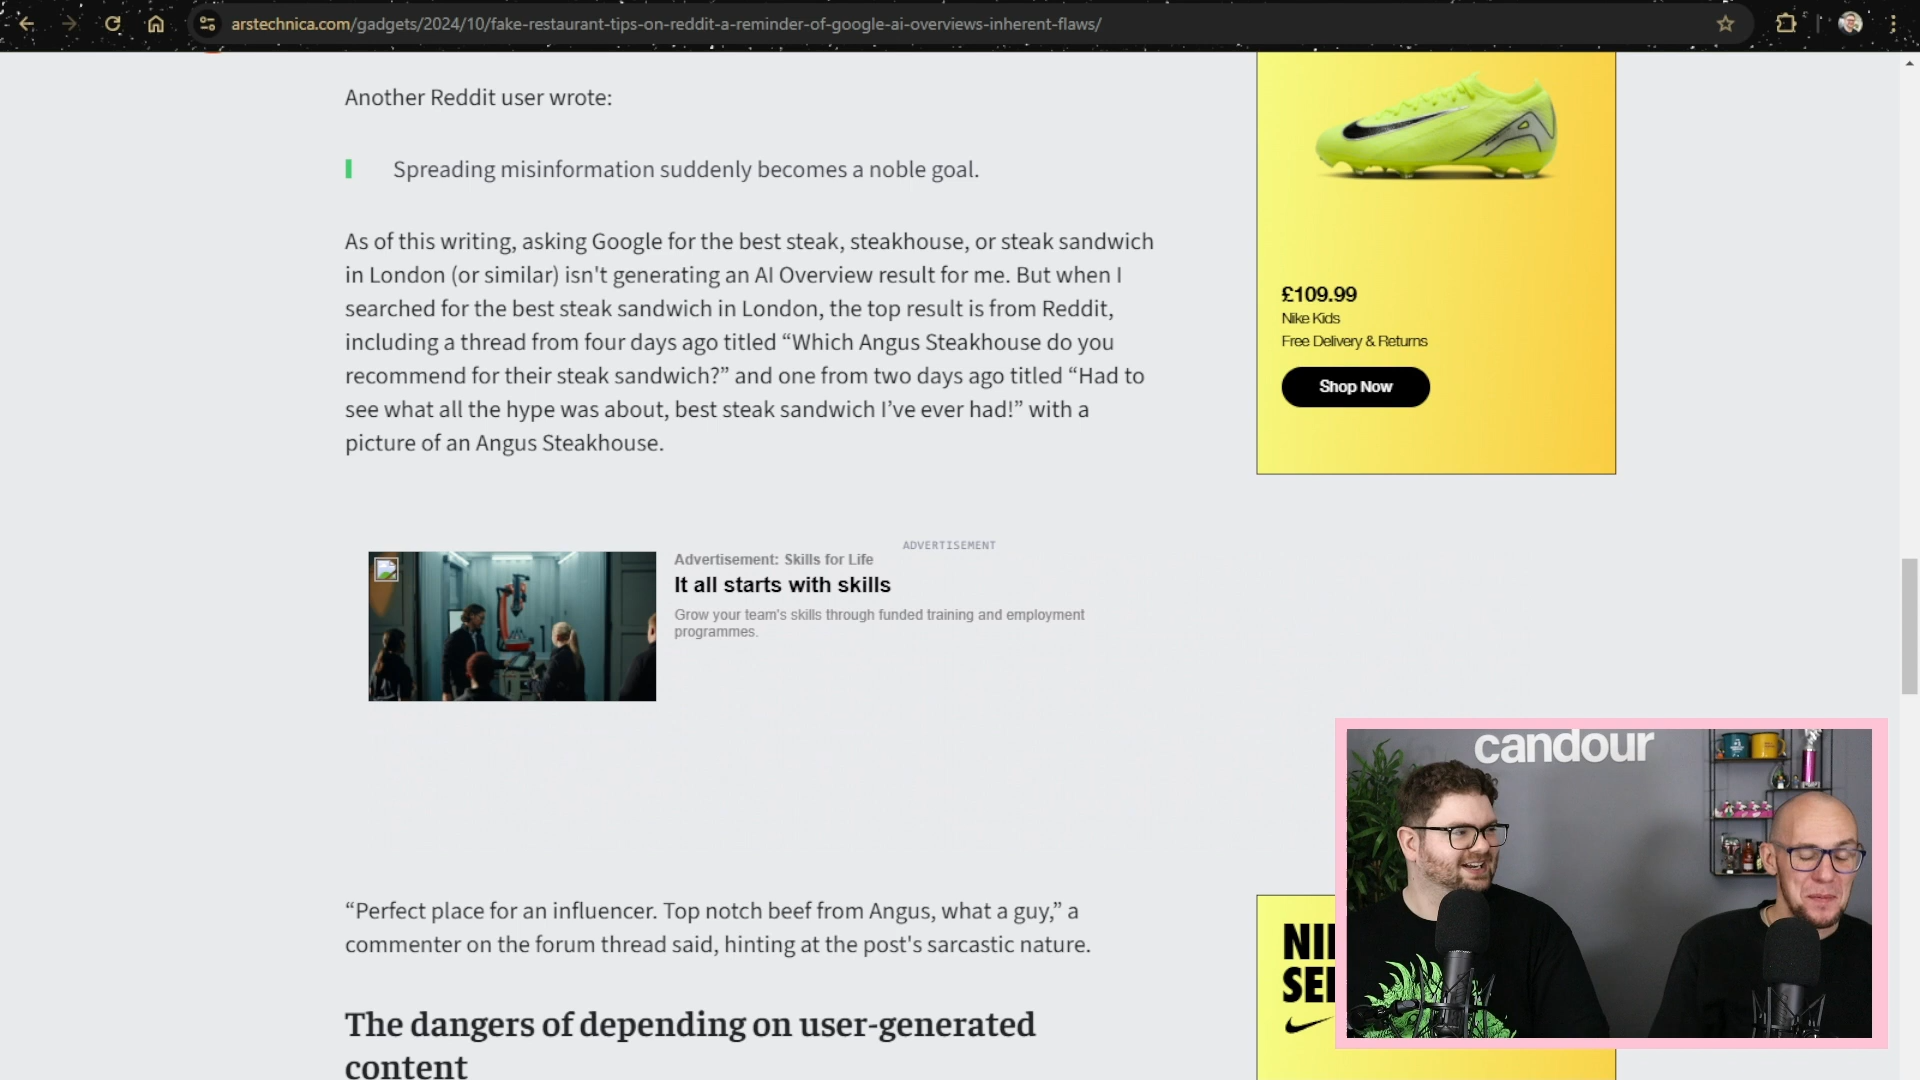 arstechnica.com/gadgets/2024/10/fake-restaurant-tips-on-reddit-a-reminder-of-google-ai-overviews-inherent-flaws/
Another Reddit user wrote:
Spreading misinformation suddenly becomes a noble goal.
As of this writing, asking Google for the best steak, steakhouse, or steak sandwich
in London (or similar) isn't generating an AI Overview result for me. But when I
searched for the best steak sandwich in London, the top result is from Reddit,
including a thread from four days ago titled “Which Angus Steakhouse do you
recommend for their steak sandwich?” and one from two days ago titled “Had to
see what all the hype was about, best steak sandwich I’ve ever had!” with a
picture of an Angus Steakhouse.
£109.99
Nike Kids
Free Delivery & Returns
Shop Now
ADVERTISEMENT
Advertisement: Skills for Life
It all starts with skills
Grow your team's skills through funded training and employment
programmes.
candour
“Perfect place for an influencer. Top notch beef from Angus, what a guy,” a
commenter on the forum thread said, hinting at the post's sarcastic nature.
The dangers of depending on user-generated
content